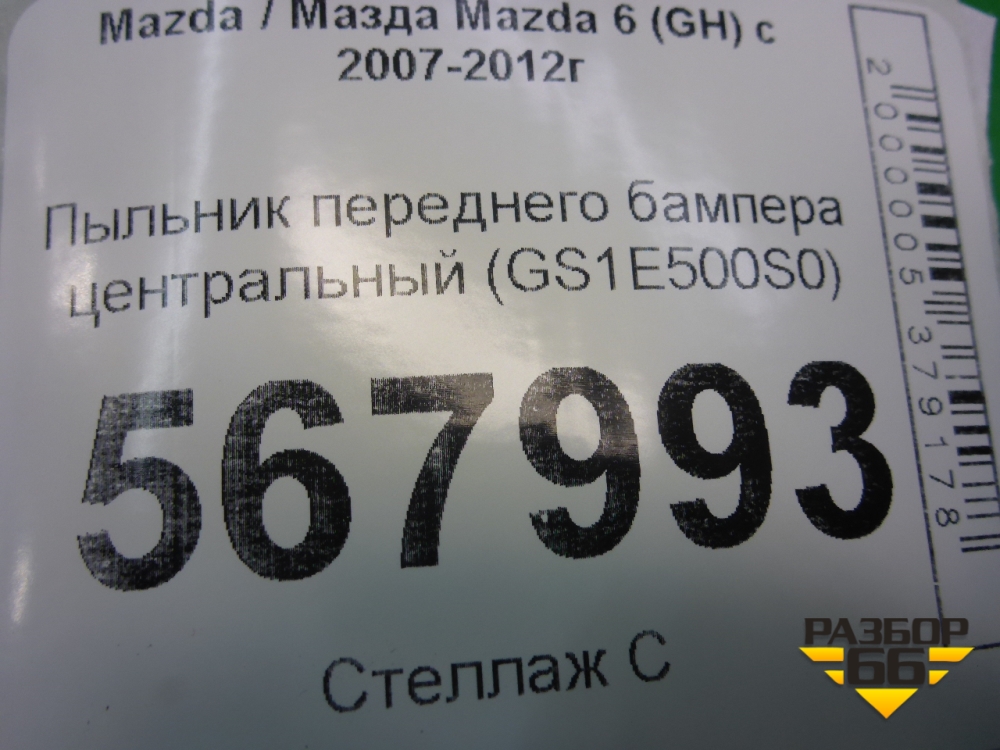 Mazda / Мазда Mazda 6 (GH) с
2007-2012г
Пыльник переднего бампера
центральный (GS1E500S0)
567993
Стеллаж С
2000005379178
РАЗБОР
66